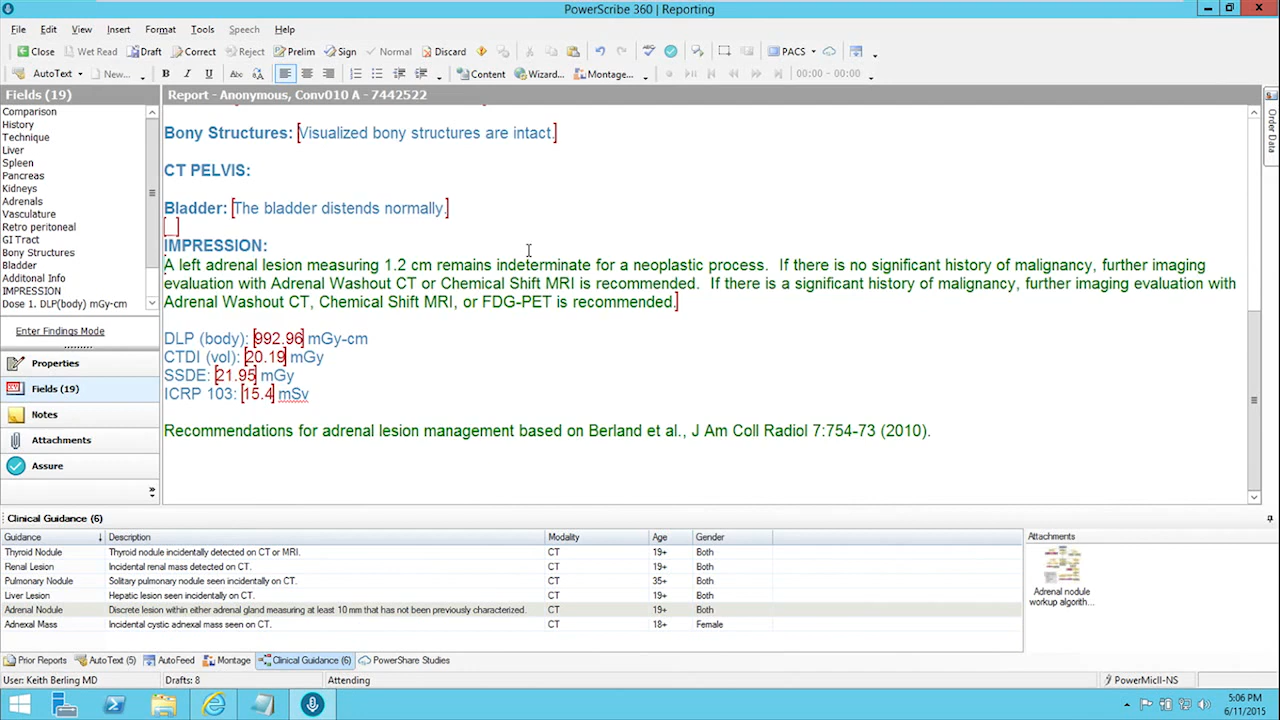 PowerScribe 360 | Reporting
File Edit View Insert Format Tools Speech Help
Close Wet Read Draft Correct Reject Prelim Sign Normal Discard PACS
AutoText New... B I U Abc Content Wizard... Montage... 00:00 - 00:00
Fields (19)
Comparison
History
Technique
Liver
Spleen
Pancreas
Kidneys
Adrenals
Vasculature
Retro peritoneal
GI Tract
Bony Structures
Bladder
Additonal Info
IMPRESSION
Dose 1. DLP(body) mGy-cm
Enter Findings Mode
Properties
Fields (19)
Notes
Attachments
Assure
Report - Anonymous, Conv010 A - 7442522
Bony Structures: [Visualized bony structures are intact.]
CT PELVIS:
Bladder: [The bladder distends normally.]
[ ]
IMPRESSION:
A left adrenal lesion measuring 1.2 cm remains indeterminate for a neoplastic process. If there is no significant history of malignancy, further imaging
evaluation with Adrenal Washout CT or Chemical Shift MRI is recommended. If there is a significant history of malignancy, further imaging evaluation with
Adrenal Washout CT, Chemical Shift MRI, or FDG-PET is recommended.]
DLP (body): [992.96] mGy-cm
CTDI (vol): [20.19] mGy
SSDE: [21.95] mGy
ICRP 103: [15.4] mSv
Recommendations for adrenal lesion management based on Berland et al., J Am Coll Radiol 7:754-73 (2010).
Order Data
Clinical Guidance (6)
Guidance Description Modality Age Gender
Thyroid Nodule Thyroid nodule incidentally detected on CT or MRI. CT 19+ Both
Renal Lesion Incidental renal mass detected on CT. CT 19+ Both
Pulmonary Nodule Solitary pulmonary nodule seen incidentally on CT. CT 35+ Both
Liver Lesion Hepatic lesion seen incidentally on CT. CT 19+ Both
Adrenal Nodule Discrete lesion within either adrenal gland measuring at least 10 mm that has not been previously characterized. CT 19+ Both
Adnexal Mass Incidental cystic adnexal mass seen on CT. CT 18+ Female
Attachments
Adrenal nodule
workup algorith...
Prior Reports AutoText (5) AutoFeed Montage Clinical Guidance (6) PowerShare Studies
User: Keith Berling MD Drafts: 8 Attending PowerMicII-NS
5:06 PM
6/11/2015